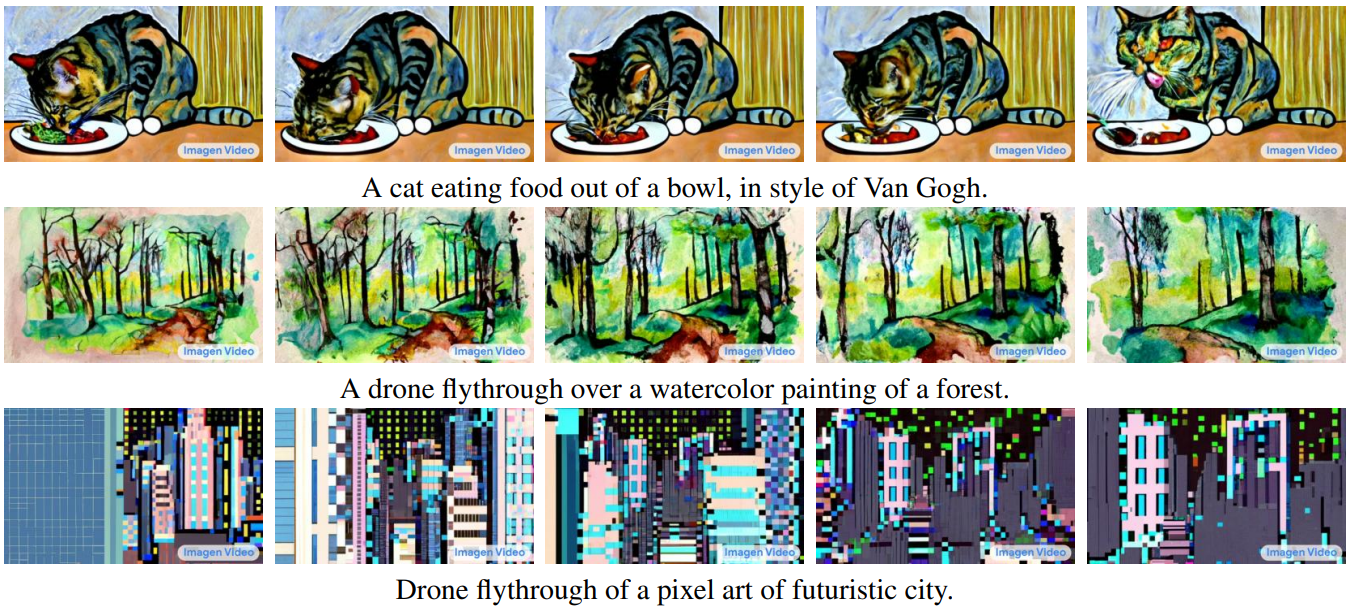 Imagen Video Imagen Video Imagen Video Imagen Video Imagen Video
A cat eating food out of a bowl, in style of Van Gogh.
Imagen Video Imagen Video Imagen Video Imagen Video Imagen Video
A drone flythrough over a watercolor painting of a forest.
Imagen Video Imagen Video Imagen Video Imagen Video Imagen Video
Drone flythrough of a pixel art of futuristic city.